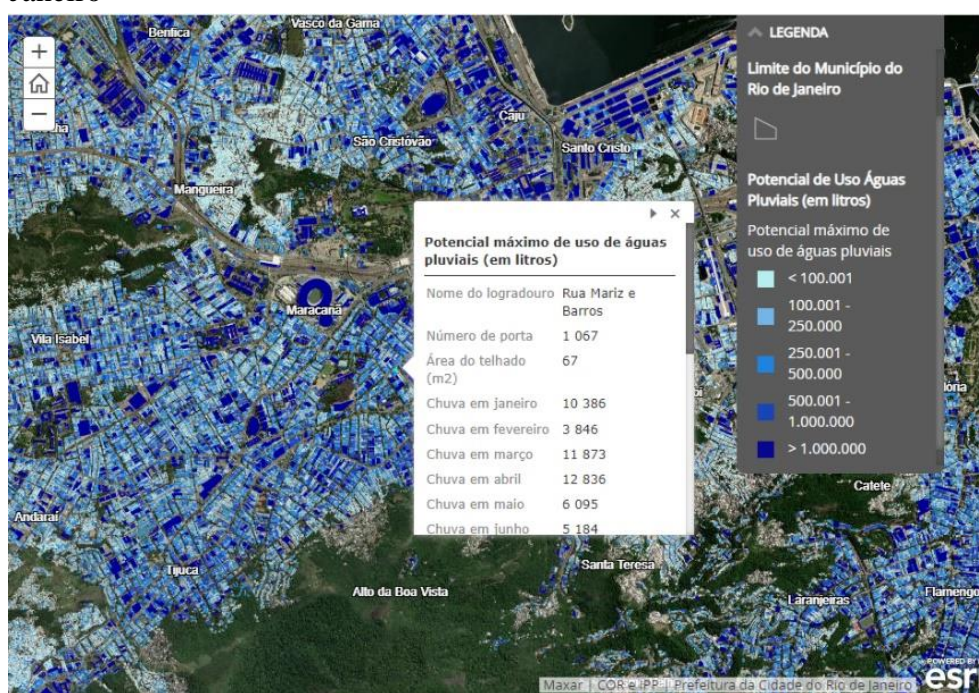 Janeiro
Benfica
Vasco da Gama
Caju
São Cristóvão
Santo Cristo
Mangueira
Maracanã
Vila Isabel
Andaraí
Tijuca
Alto da Boa Vista
Santa Teresa
Catete
Laranjeiras
Flamengo
Potencial máximo de uso de águas
pluviais (em litros)
Nome do logradouro Rua Mariz e
Barros
Número de porta 1 067
Área do telhado 67
(m2)
Chuva em janeiro 10 386
Chuva em fevereiro 3 846
Chuva em março 11 873
Chuva em abril 12 836
Chuva em maio 6 095
Chuva em junho 5 184
LEGENDA
Limite do Município do
Rio de Janeiro
Potencial de Uso Águas
Pluviais (em litros)
Potencial máximo de
uso de águas pluviais
< 100.001
100.001 -
250.000
250.001 -
500.000
500.001 -
1.000.000
> 1.000.000
Maxar | COR e IPP | Prefeitura da Cidade do Rio de Janeiro
POWERED BY
esr